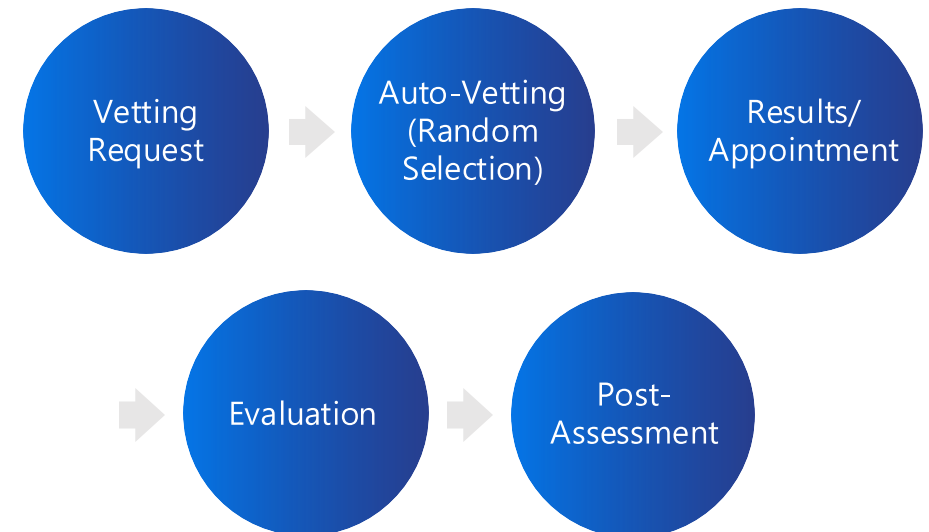 Vetting
Request
Auto-Vetting
(Random
Selection)
Results/
Appointment
Evaluation
Post-
Assessment